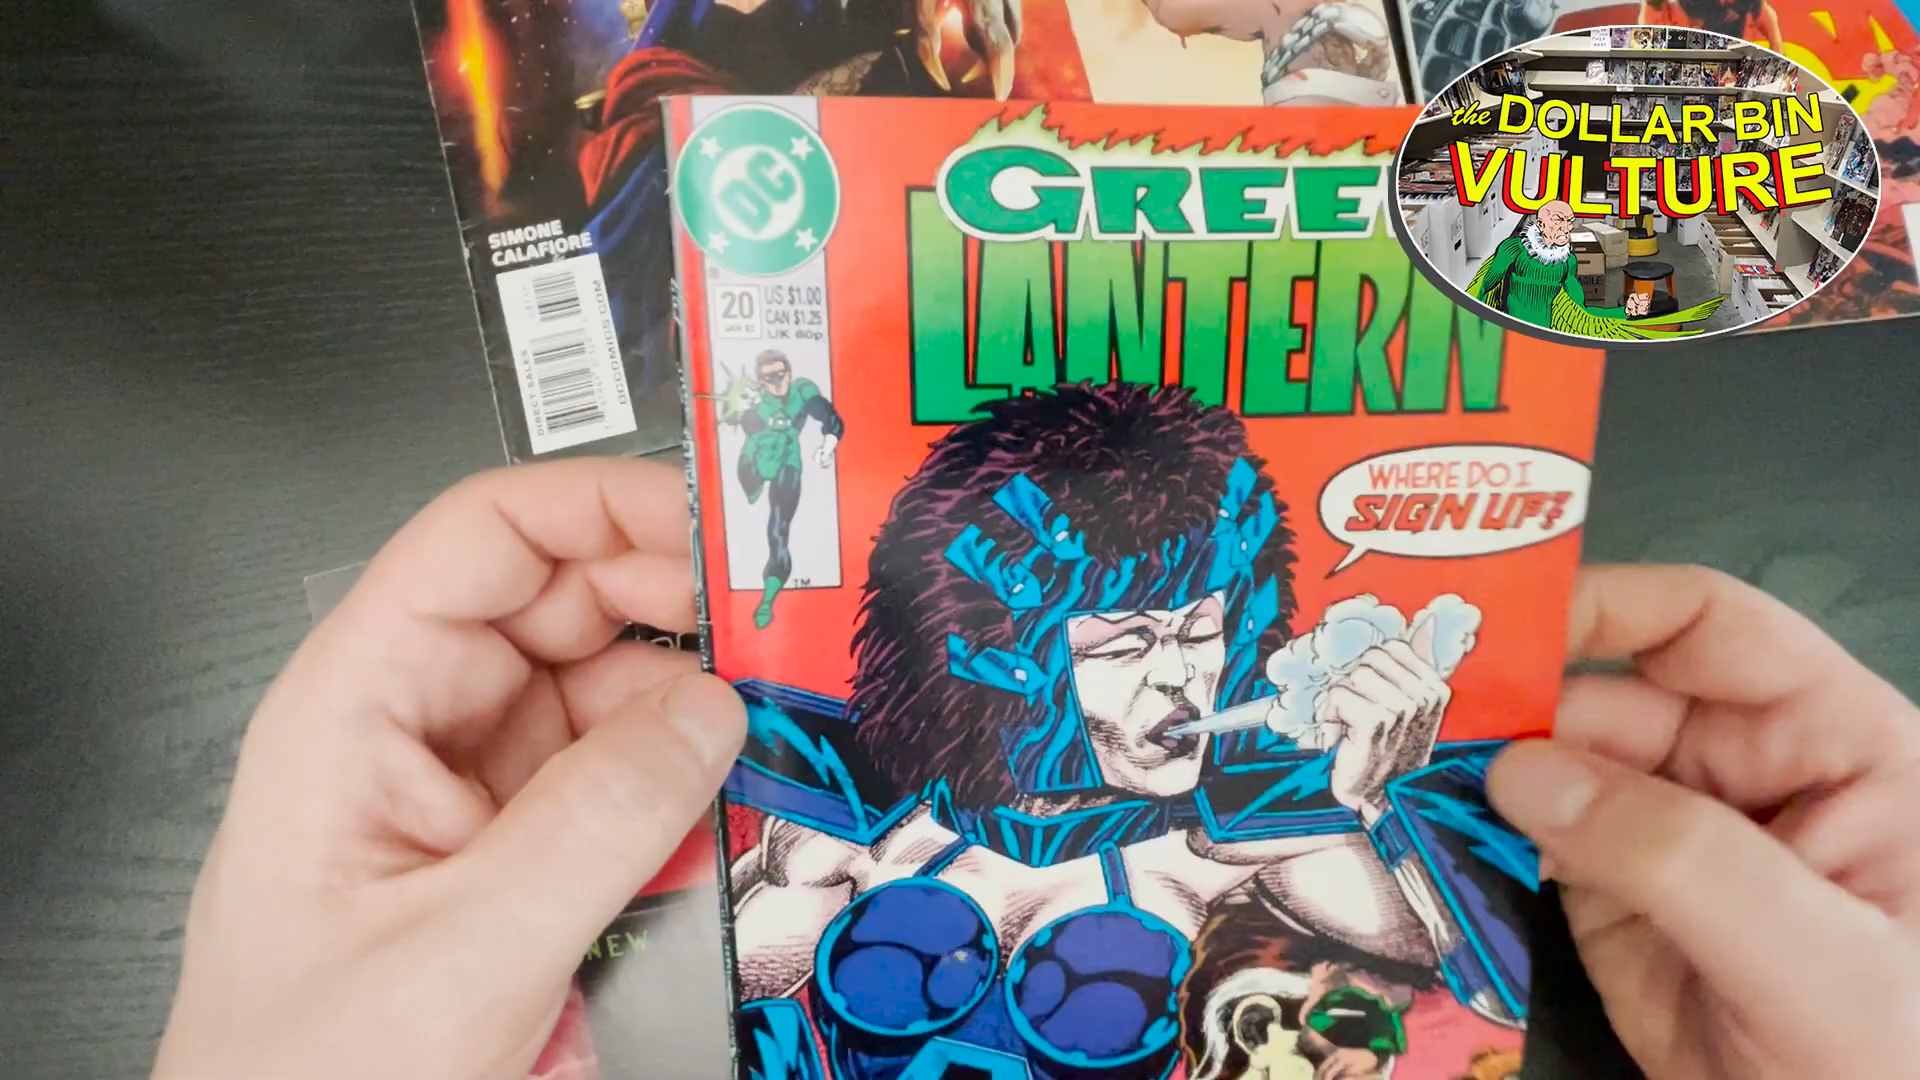 SIMONE
CALAFIORE
DIRECT SALES
DCCOMICS.COM
DC
20
JAN 92
US $1.00
CAN $1.25
UK 60p
TM
GREE
LANTERN
WHERE DO I
SIGN UP?
the DOLLAR BIN
VULTURE
NEW